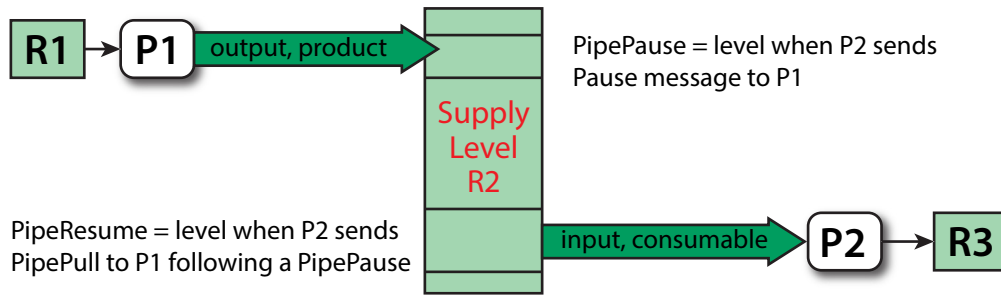 R1
P1
output, product
PipePause = level when P2 sends
Pause message to P1
Supply
Level
R2
PipeResume = level when P2 sends
PipePull to P1 following a PipePause
input, consumable
P2
R3